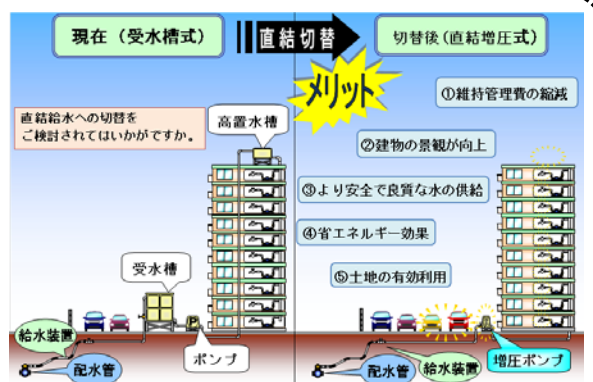 現在（受水槽式）
直結切替
切替後（直結増圧式）
メリット
①維持管理費の縮減
直結給水への切替を
ご検討されてはいかがですか。
高置水槽
②建物の景観が向上
③より安全で良質な水の供給
④省エネルギー効果
受水槽
⑤土地の有効利用
P
給水装置
ポンプ
配水管
増圧ポンプ
給水装置
配水管